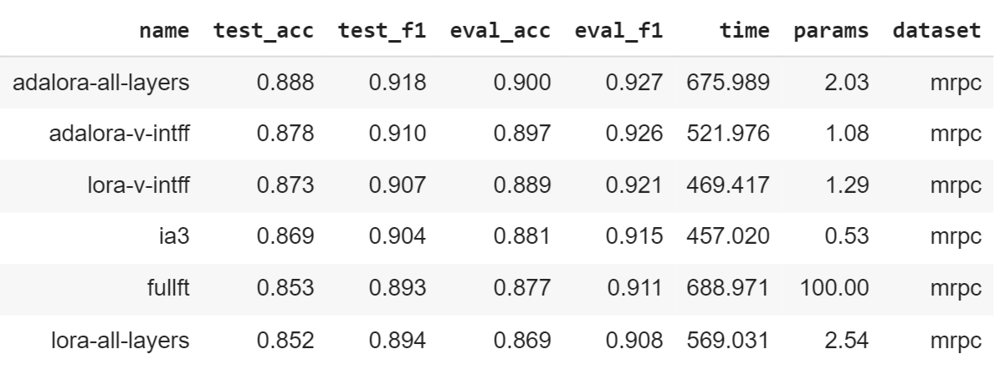 name test_acc test_f1 eval_acc eval_f1 time params dataset
adalora-all-layers 0.888 0.918 0.900 0.927 675.989 2.03 mrpc
adalora-v-intff 0.878 0.910 0.897 0.926 521.976 1.08 mrpc
lora-v-intff 0.873 0.907 0.889 0.921 469.417 1.29 mrpc
ia3 0.869 0.904 0.881 0.915 457.020 0.53 mrpc
fullft 0.853 0.893 0.877 0.911 688.971 100.00 mrpc
lora-all-layers 0.852 0.894 0.869 0.908 569.031 2.54 mrpc